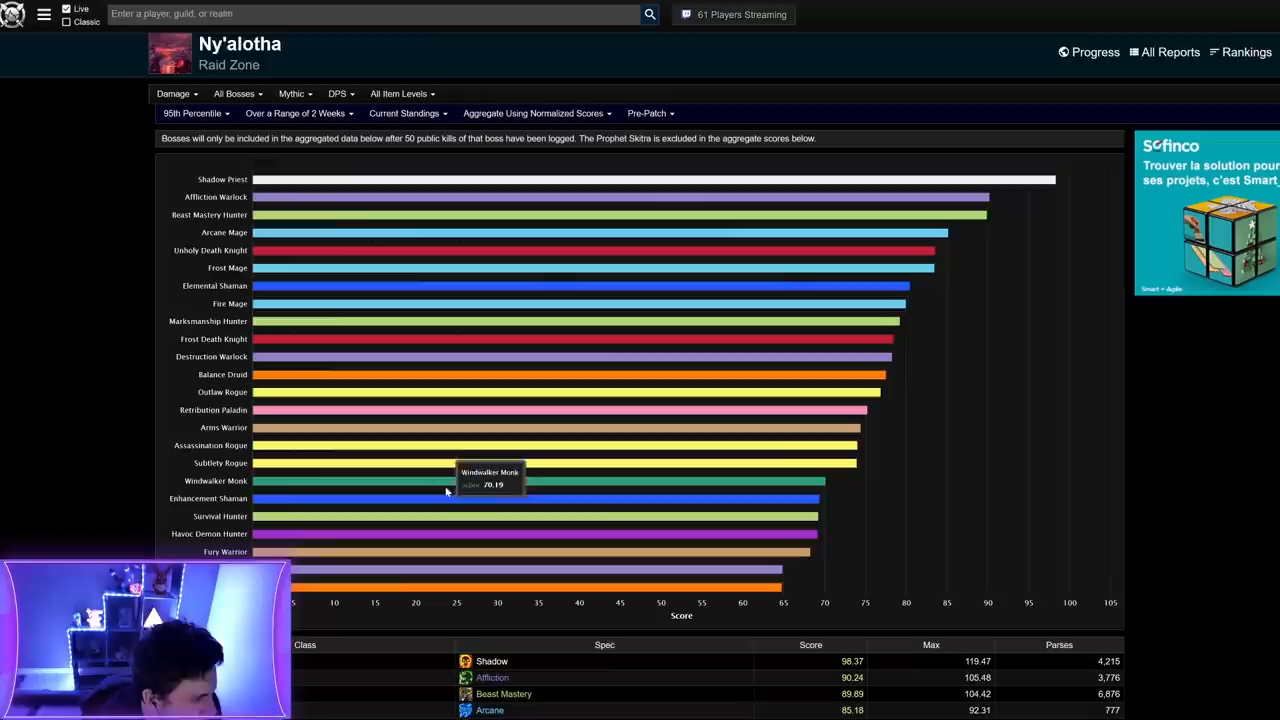 Live
Classic
Enter a player, guild, or realm
61 Players Streaming
Ny'alotha
Raid Zone
Progress All Reports Rankings
Damage All Bosses Mythic DPS All Item Levels
95th Percentile Over a Range of 2 Weeks Current Standings Aggregate Using Normalized Scores Pre-Patch
Bosses will only be included in the aggregated data below after 50 public kills of that boss have been logged. The Prophet Skitra is excluded in the aggregate scores below.
Sofinco
Trouver la solution pour
ses projets, c'est Smart
Smart = Agile
Shadow Priest
Affliction Warlock
Beast Mastery Hunter
Arcane Mage
Unholy Death Knight
Frost Mage
Elemental Shaman
Fire Mage
Marksmanship Hunter
Frost Death Knight
Destruction Warlock
Balance Druid
Outlaw Rogue
Retribution Paladin
Arms Warrior
Assassination Rogue
Subtlety Rogue
Windwalker Monk
Enhancement Shaman
Survival Hunter
Havoc Demon Hunter
Fury Warrior
Windwalker Monk
70.19
5 10 15 20 25 30 35 40 45 50 55 60 65 70 75 80 85 90 95 100 105
Score
Class Spec Score Max Parses
Shadow 98.37 119.47 4,215
Affliction 90.24 105.48 3,776
Beast Mastery 89.89 104.42 6,876
Arcane 85.18 92.31 777